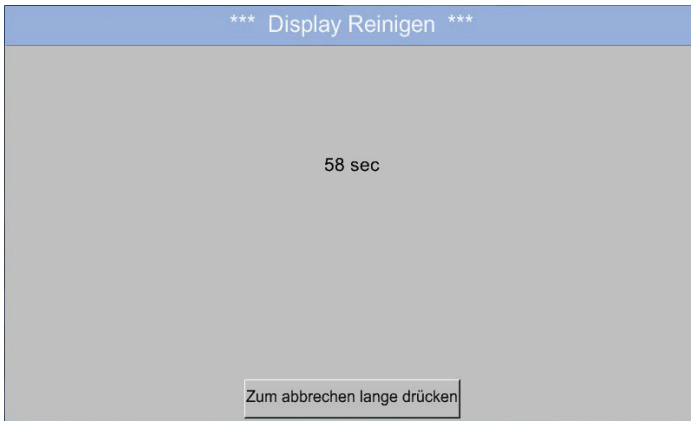 *** Display Reinigen ***
58 sec
Zum abbrechen lange drücken